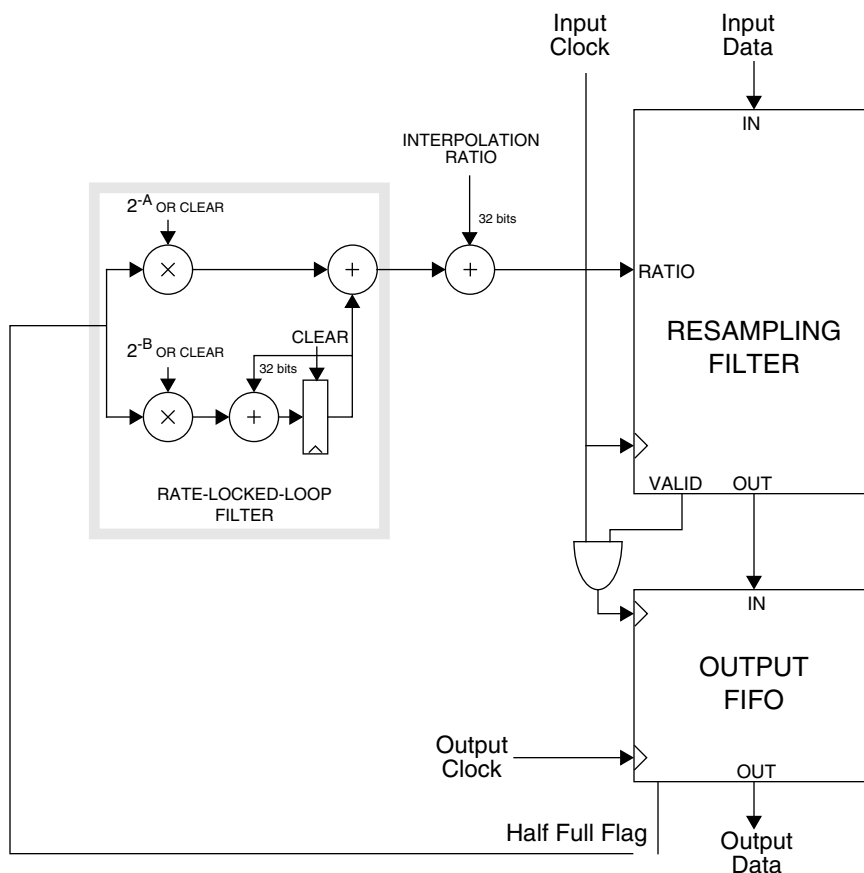 Input
Clock
Input
Data
IN
INTERPOLATION
RATIO
32 bits
2-A OR CLEAR
×
+
+
RATIO
RESAMPLING
FILTER
2-B OR CLEAR
CLEAR
32 bits
×
+
RATE-LOCKED-LOOP
FILTER
VALID
OUT
IN
OUTPUT
FIFO
Output
Clock
OUT
Half Full Flag
Output
Data